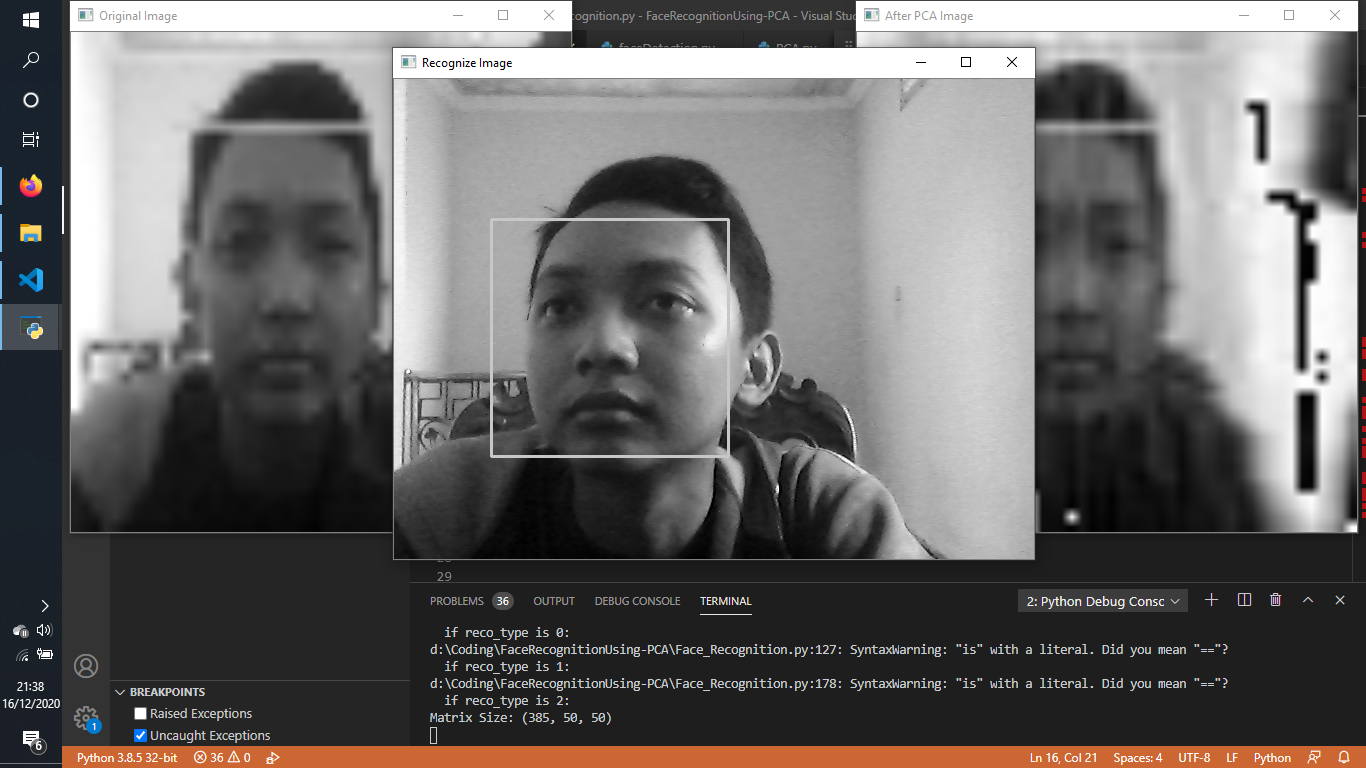 Original Image
cognition.py - FaceRecognitionUsing-PCA - Visual Stud
After PCA Image
faceDetection.py
PCA.py
Recognize Image
29
PROBLEMS 36 OUTPUT DEBUG CONSOLE TERMINAL
2: Python Debug Consc
if reco_type is 0:
d:\Coding\FaceRecognitionUsing-PCA\Face_Recognition.py:127: SyntaxWarning: "is" with a literal. Did you mean "=="?
if reco_type is 1:
d:\Coding\FaceRecognitionUsing-PCA\Face_Recognition.py:178: SyntaxWarning: "is" with a literal. Did you mean "=="?
if reco_type is 2:
Matrix Size: (385, 50, 50)
BREAKPOINTS
Raised Exceptions
Uncaught Exceptions
1
21:38
16/12/2020
6
Python 3.8.5 32-bit
36 0
Ln 16, Col 21 Spaces: 4 UTF-8 LF Python